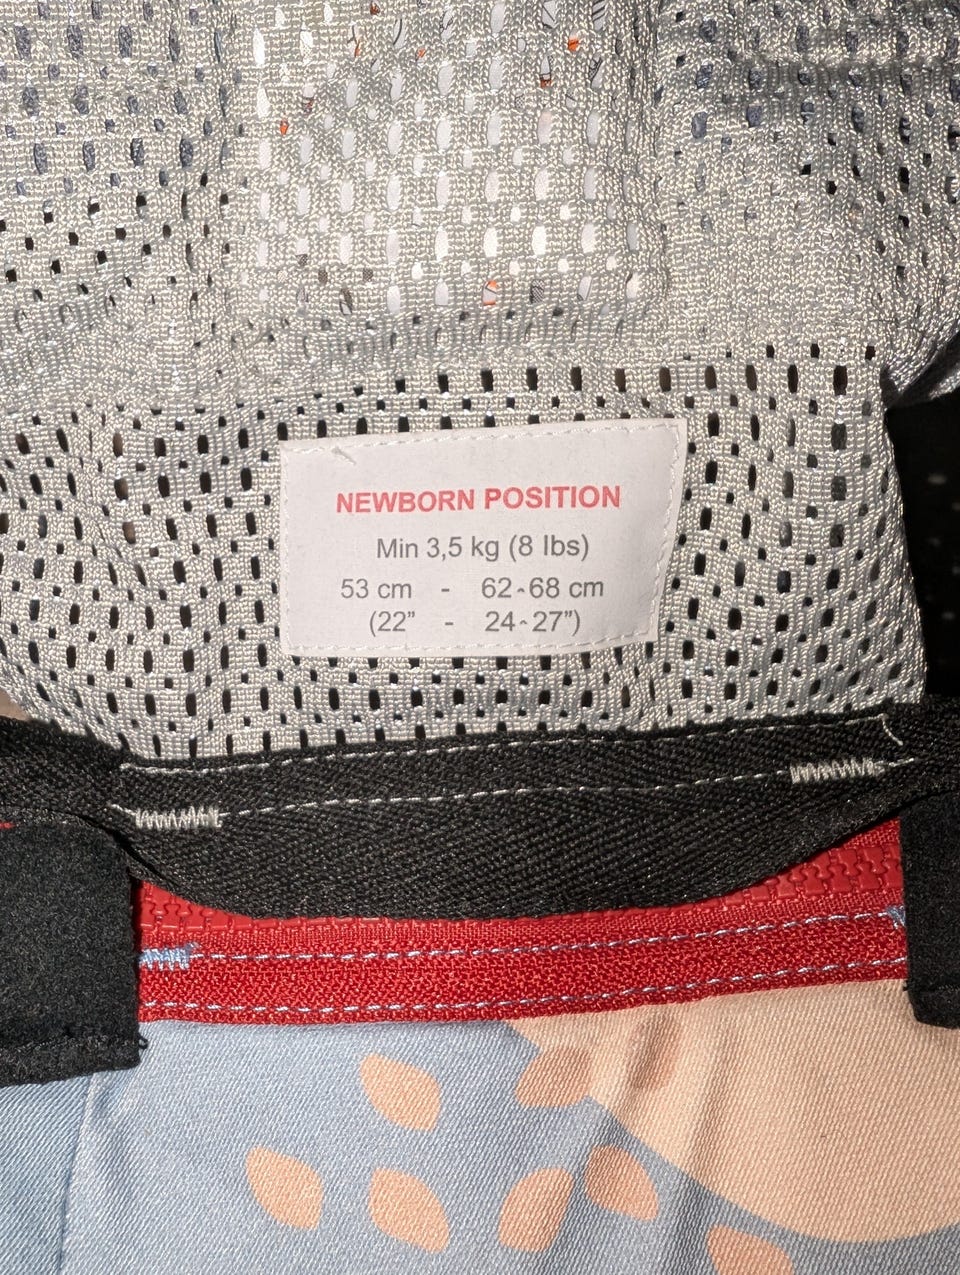 NEWBORN POSITION
Min 3,5 kg (8 lbs)
53 cm - 62-68 cm
(22” - 24-27”)